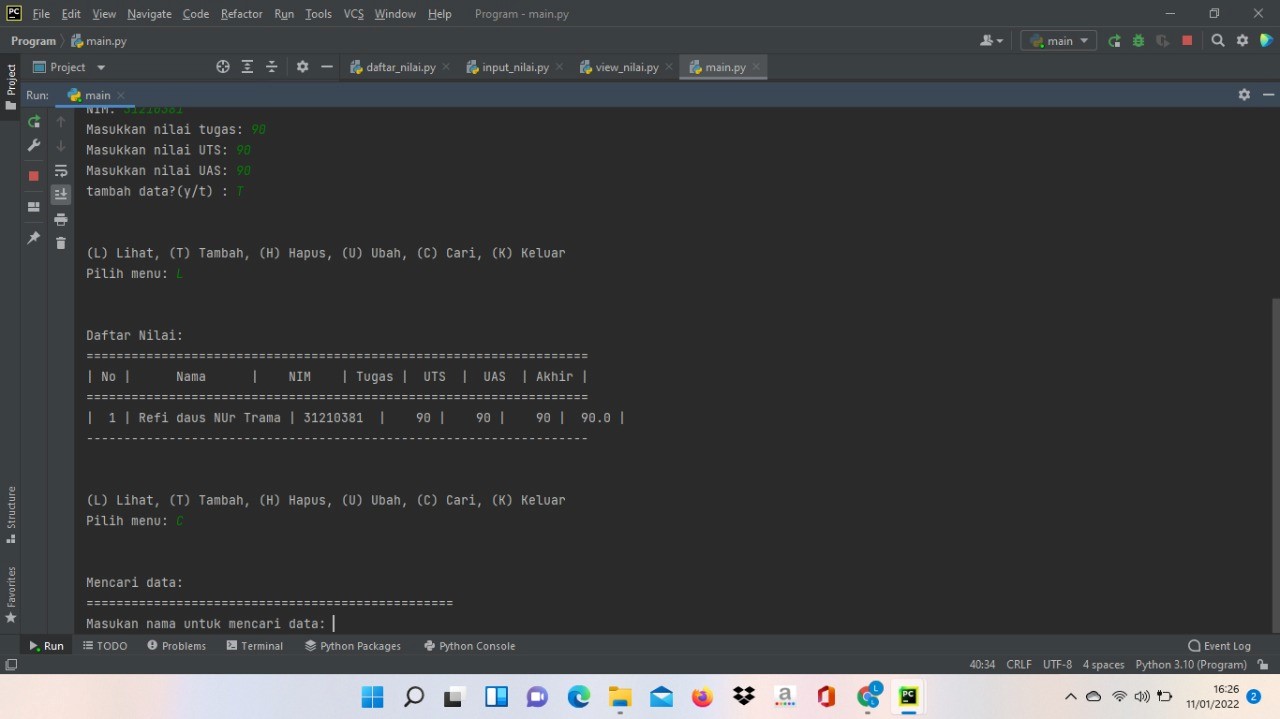 PC File Edit View Navigate Code Refactor Run Tools VCS Window Help Program - main.py
Program main.py main
Project Project daftar_nilai.py input_nilai.py view_nilai.py main.py
Run: main
NIM: 31210381
Masukkan nilai tugas: 90
Masukkan nilai UTS: 90
Masukkan nilai UAS: 90
tambah data?(y/t) : T
(L) Lihat, (T) Tambah, (H) Hapus, (U) Ubah, (C) Cari, (K) Keluar
Pilih menu: L
Daftar Nilai:
===================================================================
| No |      Nama      |    NIM    | Tugas |  UTS  |  UAS  | Akhir |
===================================================================
|  1 | Refi daus NUr Trama | 31210381  |    90 |    90 |    90 |  90.0 |
-------------------------------------------------------------------
(L) Lihat, (T) Tambah, (H) Hapus, (U) Ubah, (C) Cari, (K) Keluar
Pilih menu: C
Mencari data:
=================================================
Masukan nama untuk mencari data:
Structure
Favorites
Run TODO Problems Terminal Python Packages Python Console Event Log
40:34 CRLF UTF-8 4 spaces Python 3.10 (Program)
L a L PC 16:26
11/01/2022 2